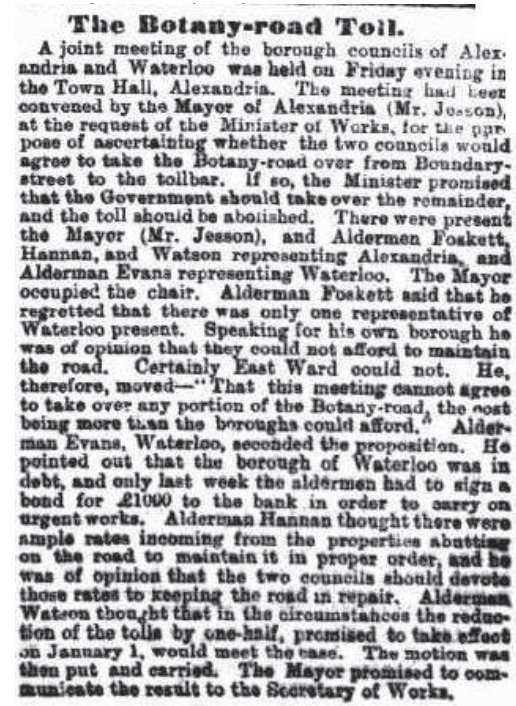 The Botany-road Toll.
A joint meeting of the borough councils of Alex-
andria and Waterloo was held on Friday evening in
the Town Hall, Alexandria. The meeting had been
convened by the Mayor of Alexandria (Mr. Jesson),
at the request of the Minister of Works, for the pur-
pose of ascertaining whether the two councils would
agree to take the Botany-road over from Boundary-
street to the tollbar. If so, the Minister promised
that the Government should take over the remainder,
and the toll should be abolished. There were present
the Mayor (Mr. Jesson), and Aldermen Foskett,
Hannan, and Watson representing Alexandria, and
Alderman Evans representing Waterloo. The Mayor
occupied the chair. Alderman Foskett said that he
regretted that there was only one representative of
Waterloo present. Speaking for his own borough he
was of opinion that they could not afford to maintain
the road. Certainly East Ward could not. He,
therefore, moved—"That this meeting cannot agree
to take over any portion of the Botany-road, the cost
being more than the boroughs could afford." Alder-
man Evans, Waterloo, seconded the proposition. He
pointed out that the borough of Waterloo was in
debt, and only last week the aldermen had to sign a
bond for £1000 to the bank in order to carry on
urgent works. Alderman Hannan thought there were
ample rates incoming from the properties abutting
on the road to maintain it in proper order, and he
was of opinion that the two councils should devote
those rates to keeping the road in repair. Alderman
Watson thought that in the circumstances the reduc-
tion of the tolls by one-half, promised to take effect
on January 1, would meet the case. The motion was
then put and carried. The Mayor promised to com-
municate the result to the Secretary of Works.